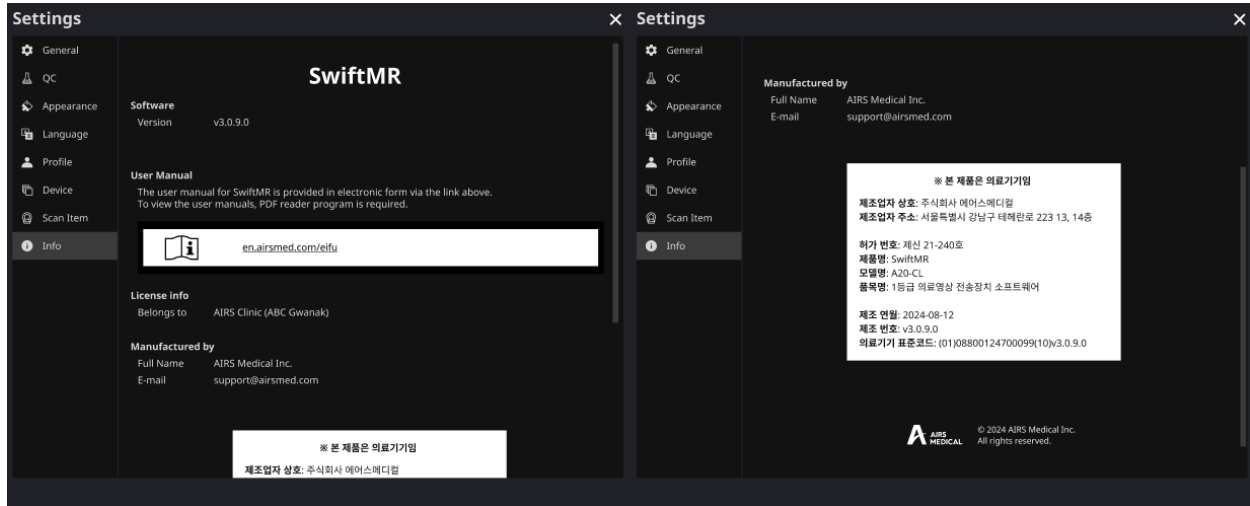 Settings
General
QC
Appearance
Language
Profile
Device
Scan Item
Info
SwiftMR
Software
Version v3.0.9.0
User Manual
The user manual for SwiftMR is provided in electronic form via the link above.
To view the user manuals, PDF reader program is required.
en.airsmed.com/eifu
License info
Belongs to AIRS Clinic (ABC Gwanak)
Manufactured by
Full Name AIRS Medical Inc.
E-mail support@airsmed.com
※ 본 제품은 의료기기임
제조업자 상호: 주식회사 에어스메디컬
Settings
General
QC
Appearance
Language
Profile
Device
Scan Item
Info
Manufactured by
Full Name AIRS Medical Inc.
E-mail support@airsmed.com
※ 본 제품은 의료기기임
제조업자 상호: 주식회사 에어스메디컬
제조업자 주소: 서울특별시 강남구 테헤란로 223 13, 14층
허가 번호: 제신 21-240호
제품명: SwiftMR
모델명: A20-CL
품목명: 1등급 의료영상 전송장치 소프트웨어
제조 연월: 2024-08-12
제조 번호: v3.0.9.0
의료기기 표준코드: (01)08800124700099(10)v3.0.9.0
AIRS
MEDICAL
© 2024 AIRS Medical Inc.
All rights reserved.